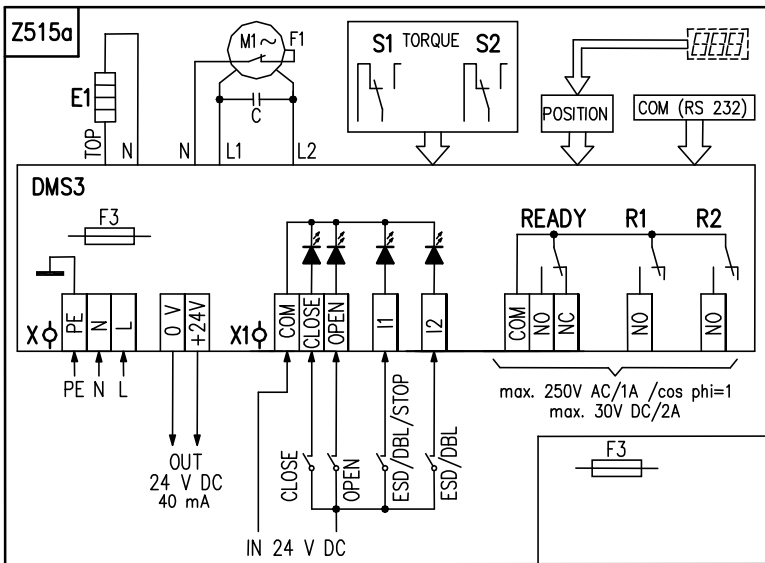 Z515a
M1~ F1
S1 TORQUE S2
E1
C
POSITION
COM (RS 232)
TOP
N
N
L1
L2
DMS3
F3
READY R1 R2
X
PE
N
L
0 V
+24V
X1
COM
CLOSE
OPEN
I1
I2
COM
NO
NC
NO
NO
PE N L
max. 250V AC/1A /cos phi=1
max. 30V DC/2A
OUT
24 V DC
40 mA
CLOSE
OPEN
ESD/DBL/STOP
ESD/DBL
F3
IN 24 V DC